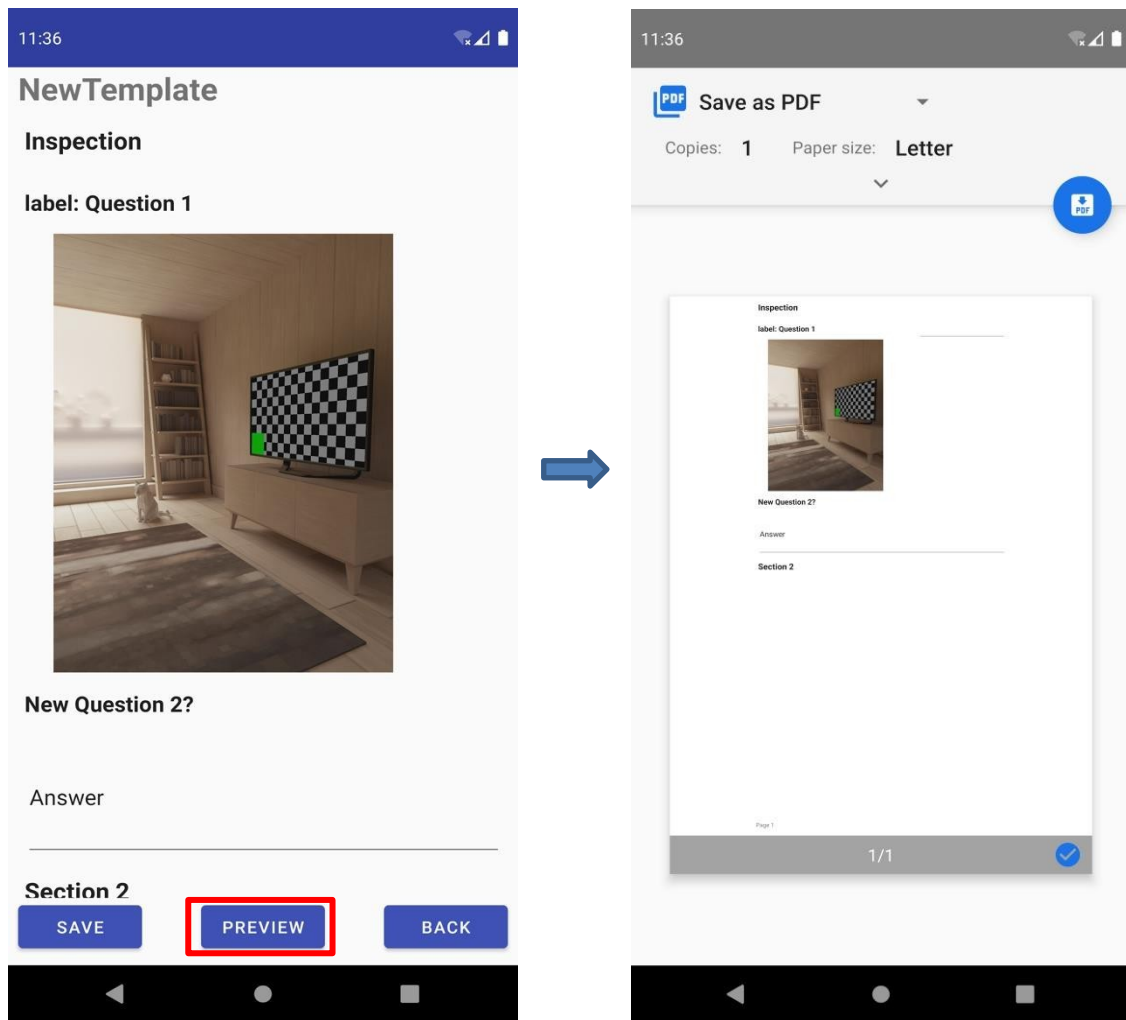 11:36
NewTemplate
Inspection
label: Question 1
New Question 2?
Answer
Section 2
SAVE PREVIEW BACK
11:36
PDF Save as PDF
Copies: 1 Paper size: Letter
PDF
Inspection
label: Question 1
New Question 2?
Answer
Section 2
Page 1
1/1